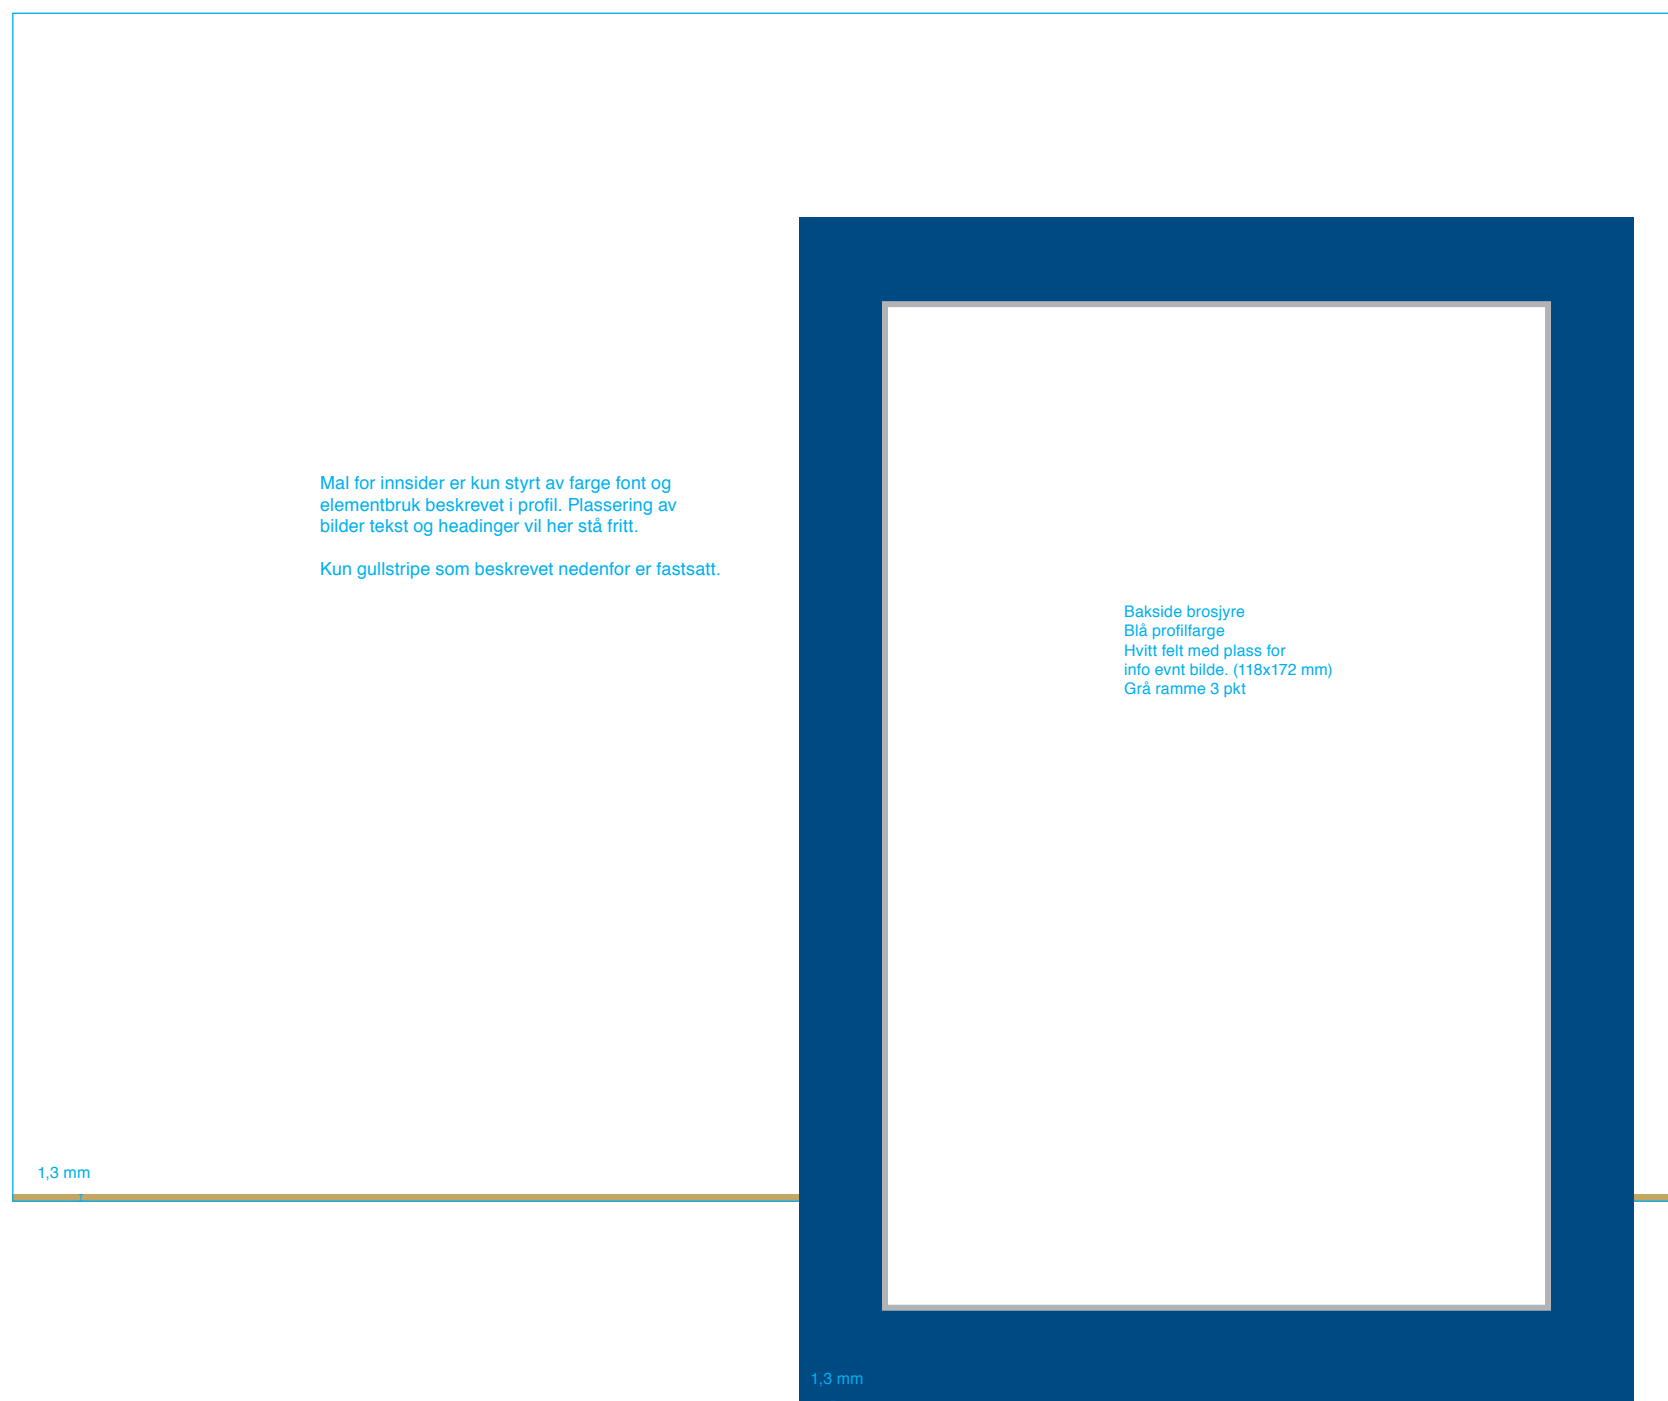 Mal for innsider er kun styrt av farge font og
elementbruk beskrevet i profil. Plassering av
bilder tekst og headinger vil her stå fritt.
Kun gullstripe som beskrevet nedenfor er fastsatt.
Bakside brosjyre
Blå profilfarge
Hvitt felt med plass for
info evnt bilde. (118x172 mm)
Grå ramme 3 pkt
1,3 mm
1,3 mm